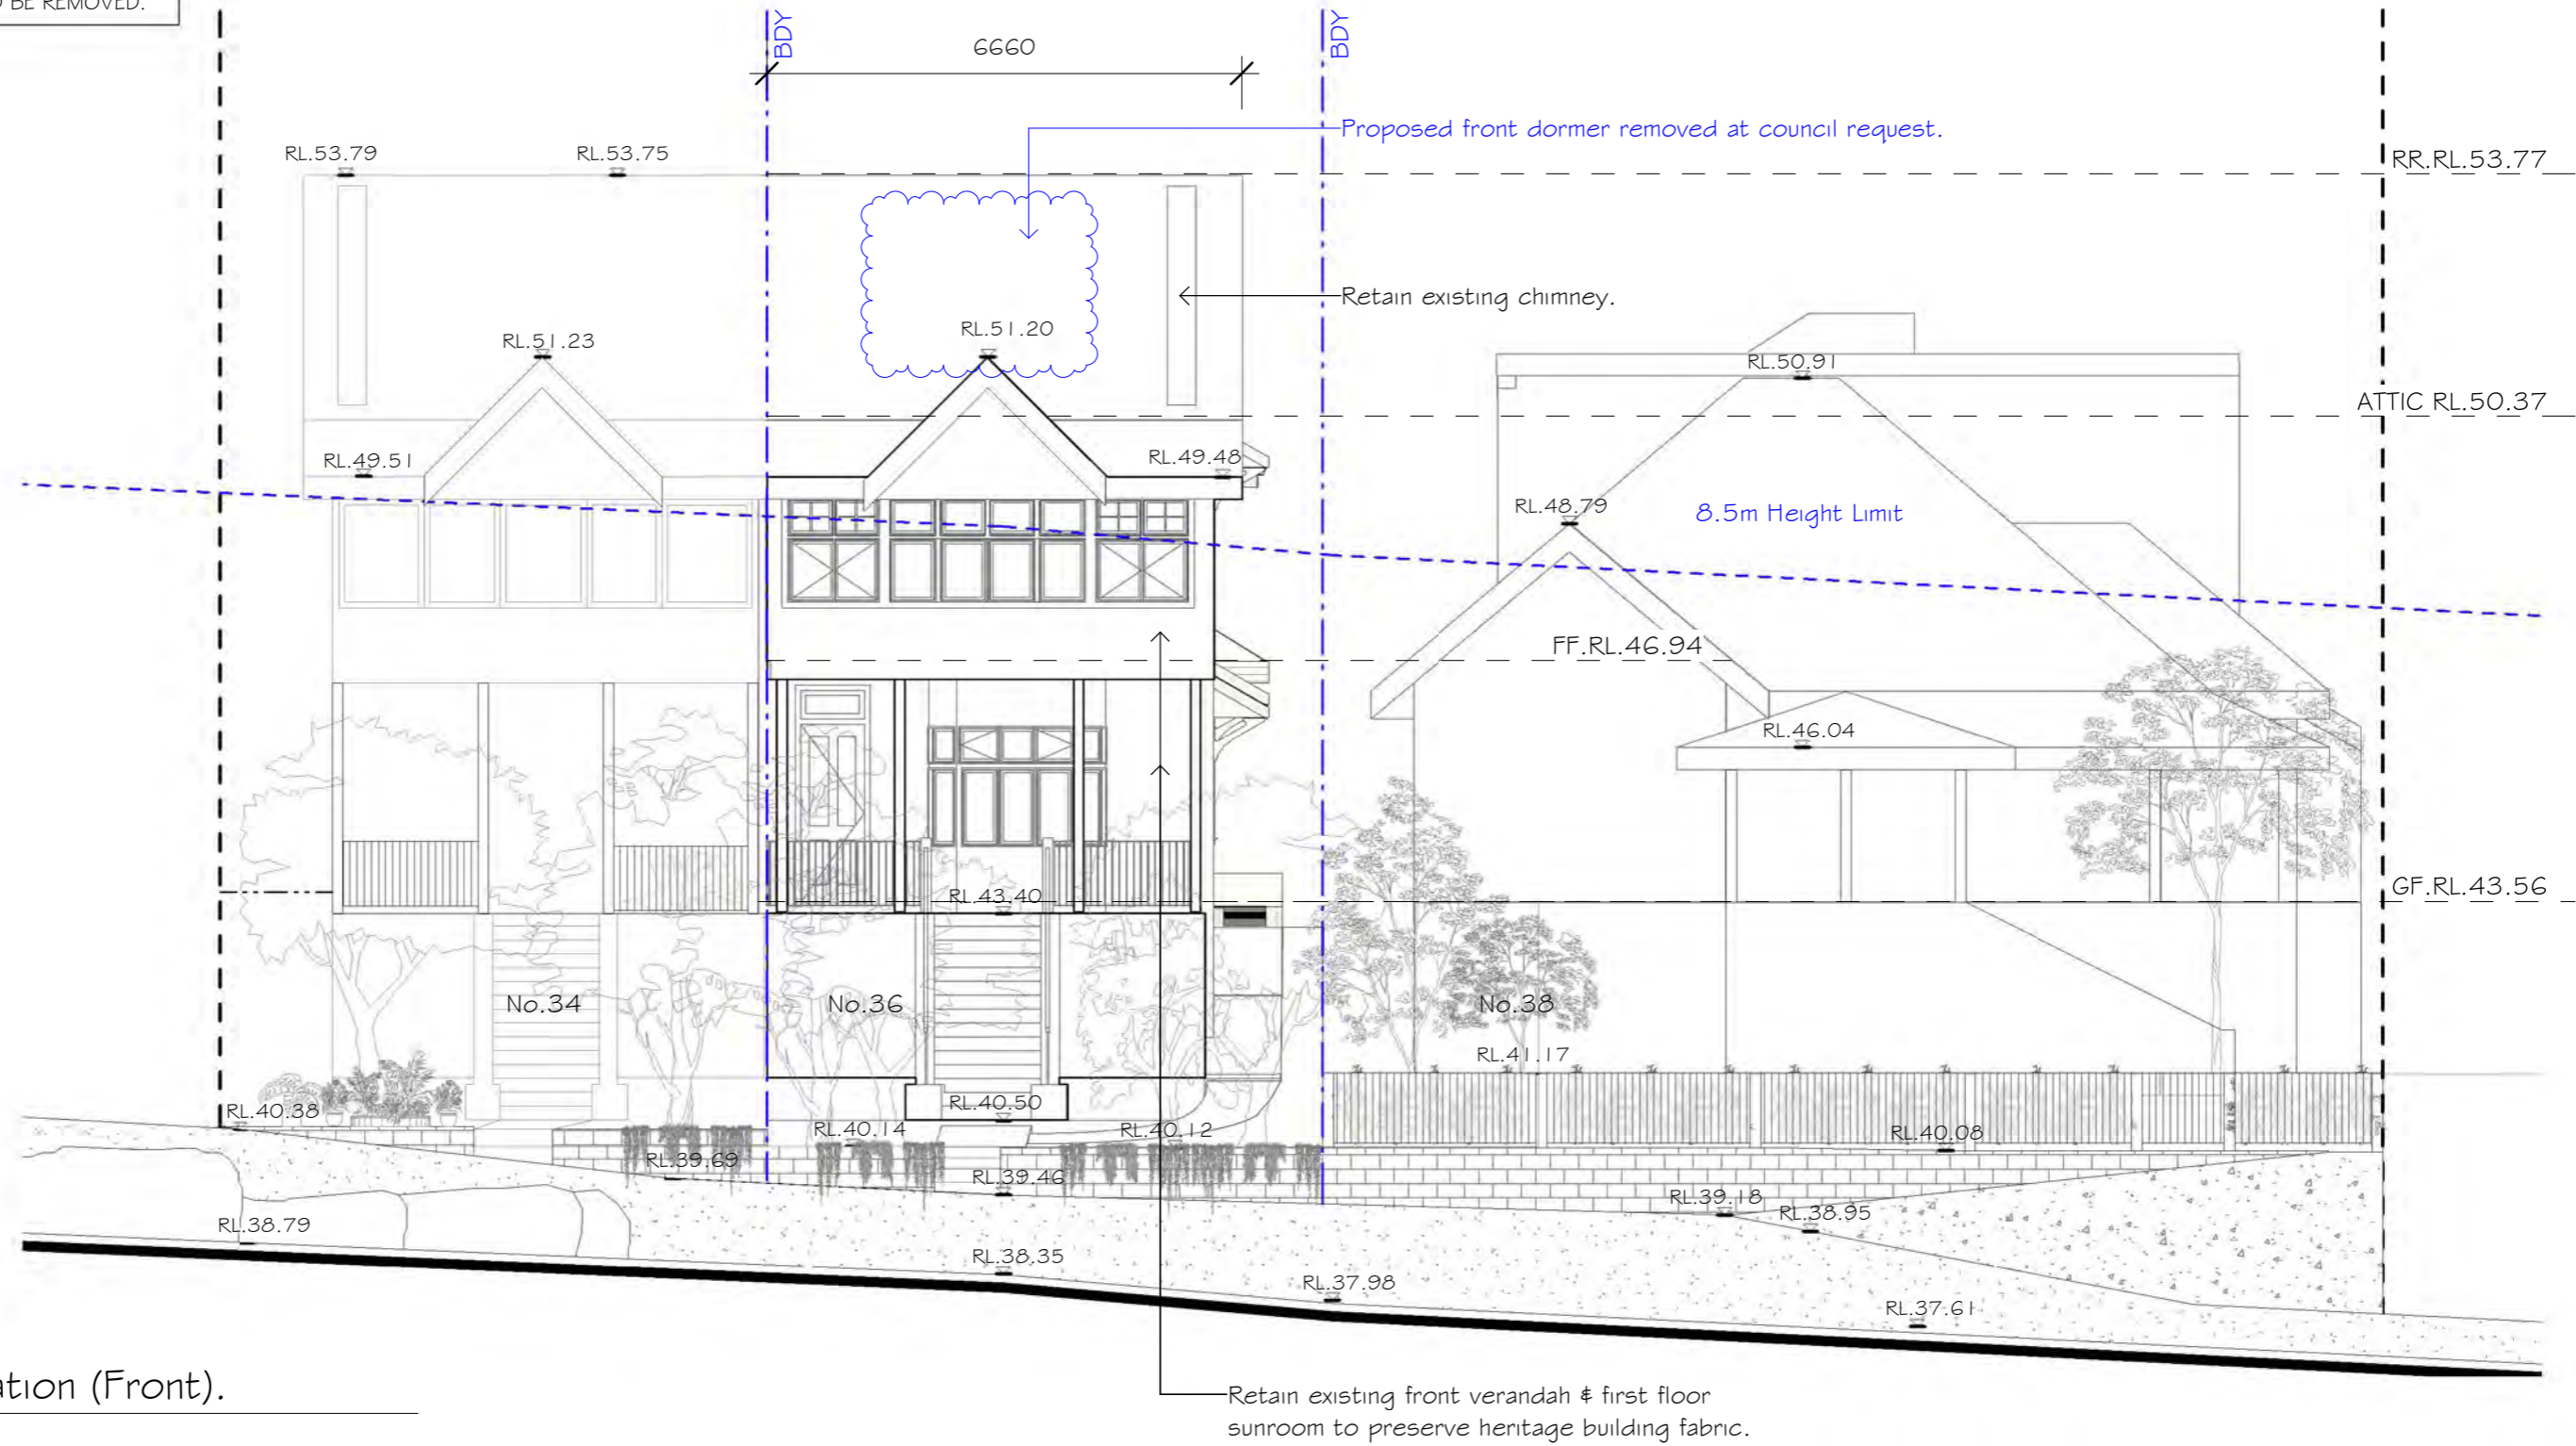 BE REMOVED.
BDY
6660
BDY
Proposed front dormer removed at council request.
RL.53.79
RL.53.75
RR.RL.53.77
Retain existing chimney.
RL.51.23
RL.51.20
RL.50.91
ATTIC RL.50.37
RL.49.51
RL.49.48
RL.48.79
8.5m Height Limit
FF.RL.46.94
RL.46.04
RL.43.40
GF.RL.43.56
No.34
No.36
No.38
RL.41.17
RL.40.38
RL.40.50
RL.40.14
RL.40.12
RL.40.08
RL.39.69
RL.39.46
RL.39.18
RL.38.95
RL.38.79
RL.38.35
RL.37.98
RL.37.61
(Front).
Retain existing front verandah & first floor
sunroom to preserve heritage building fabric.